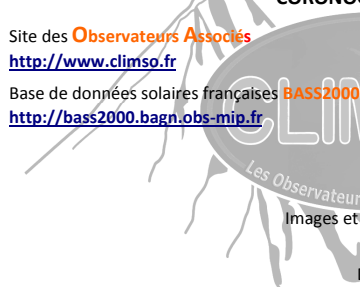 Site des Observateurs Associés
http://www.climso.fr
Base de données solaires françaises BASS2000
http://bass2000.bagn.obs-mip.fr
CLIM
Les Observateur
Images et